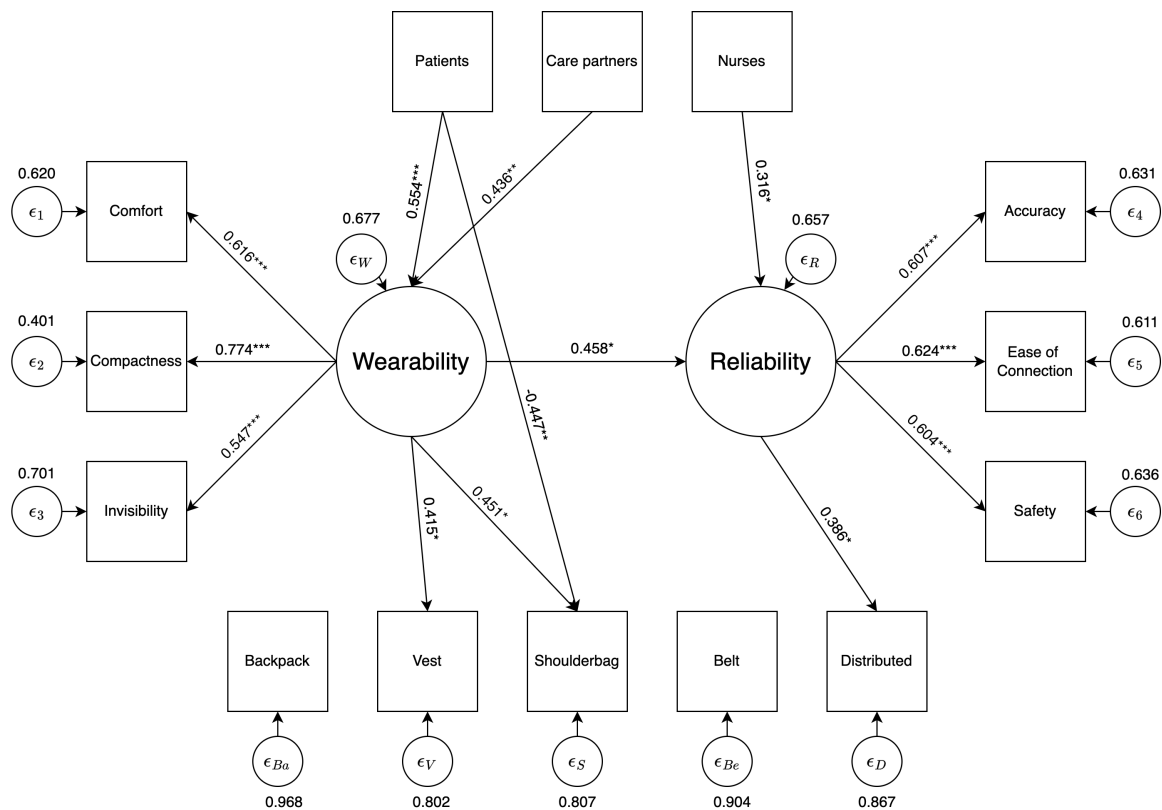 Patients
Care partners
Nurses
0.554***
0.436**
0.316*
0.620
ϵ1
Comfort
0.677
ϵW
0.657
ϵR
Accuracy
0.631
ϵ4
0.616***
0.607***
0.401
ϵ2
Compactness
0.774***
Wearability
0.458*
Reliability
0.624***
Ease of
Connection
0.611
ϵ5
-0.447**
0.547***
0.604***
0.701
ϵ3
Invisibility
0.415*
0.451*
0.386*
Safety
0.636
ϵ6
Backpack
Vest
Shoulderbag
Belt
Distributed
ϵBa
ϵV
ϵS
ϵBe
ϵD
0.968
0.802
0.807
0.904
0.867